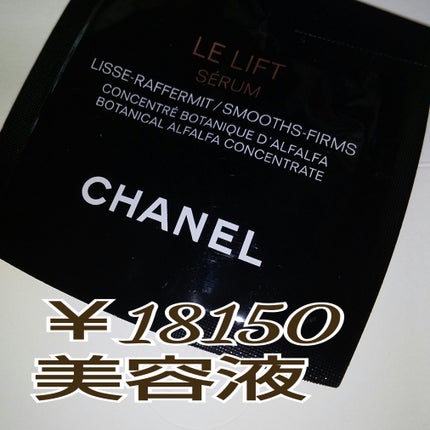 LE LIFT
SÉRUM
LISSE-RAFFERMIT/SMOOTHS-FIRMS
CONCENTRÉ BOTANIQUE D'ALFALFA
BOTANICAL ALFALFA CONCENTRATE
CHANEL
￥18150
美容液